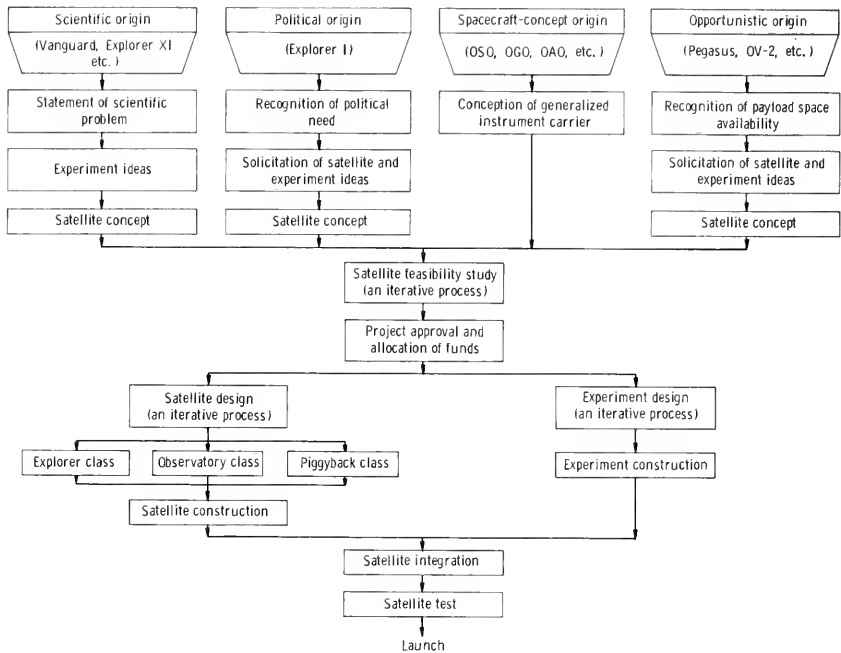 Scientific origin
(Vanguard, Explorer XI
etc.)
Statement of scientific
problem
Experiment ideas
Satellite concept
Political origin
(Explorer I)
Recognition of political
need
Solicitation of satellite and
experiment ideas
Satellite concept
Spacecraft-concept origin
(OSO, OGO, OAO, etc.)
Conception of generalized
instrument carrier
Opportunistic origin
(Pegasus, OV-2, etc.)
Recognition of payload space
availability
Solicitation of satellite and
experiment ideas
Satellite concept
Satellite feasibility study
(an iterative process)
Project approval and
allocation of funds
Satellite design
(an iterative process)
Explorer class
Observatory class
Piggyback class
Satellite construction
Experiment design
(an iterative process)
Experiment construction
Satellite integration
Satellite test
Launch